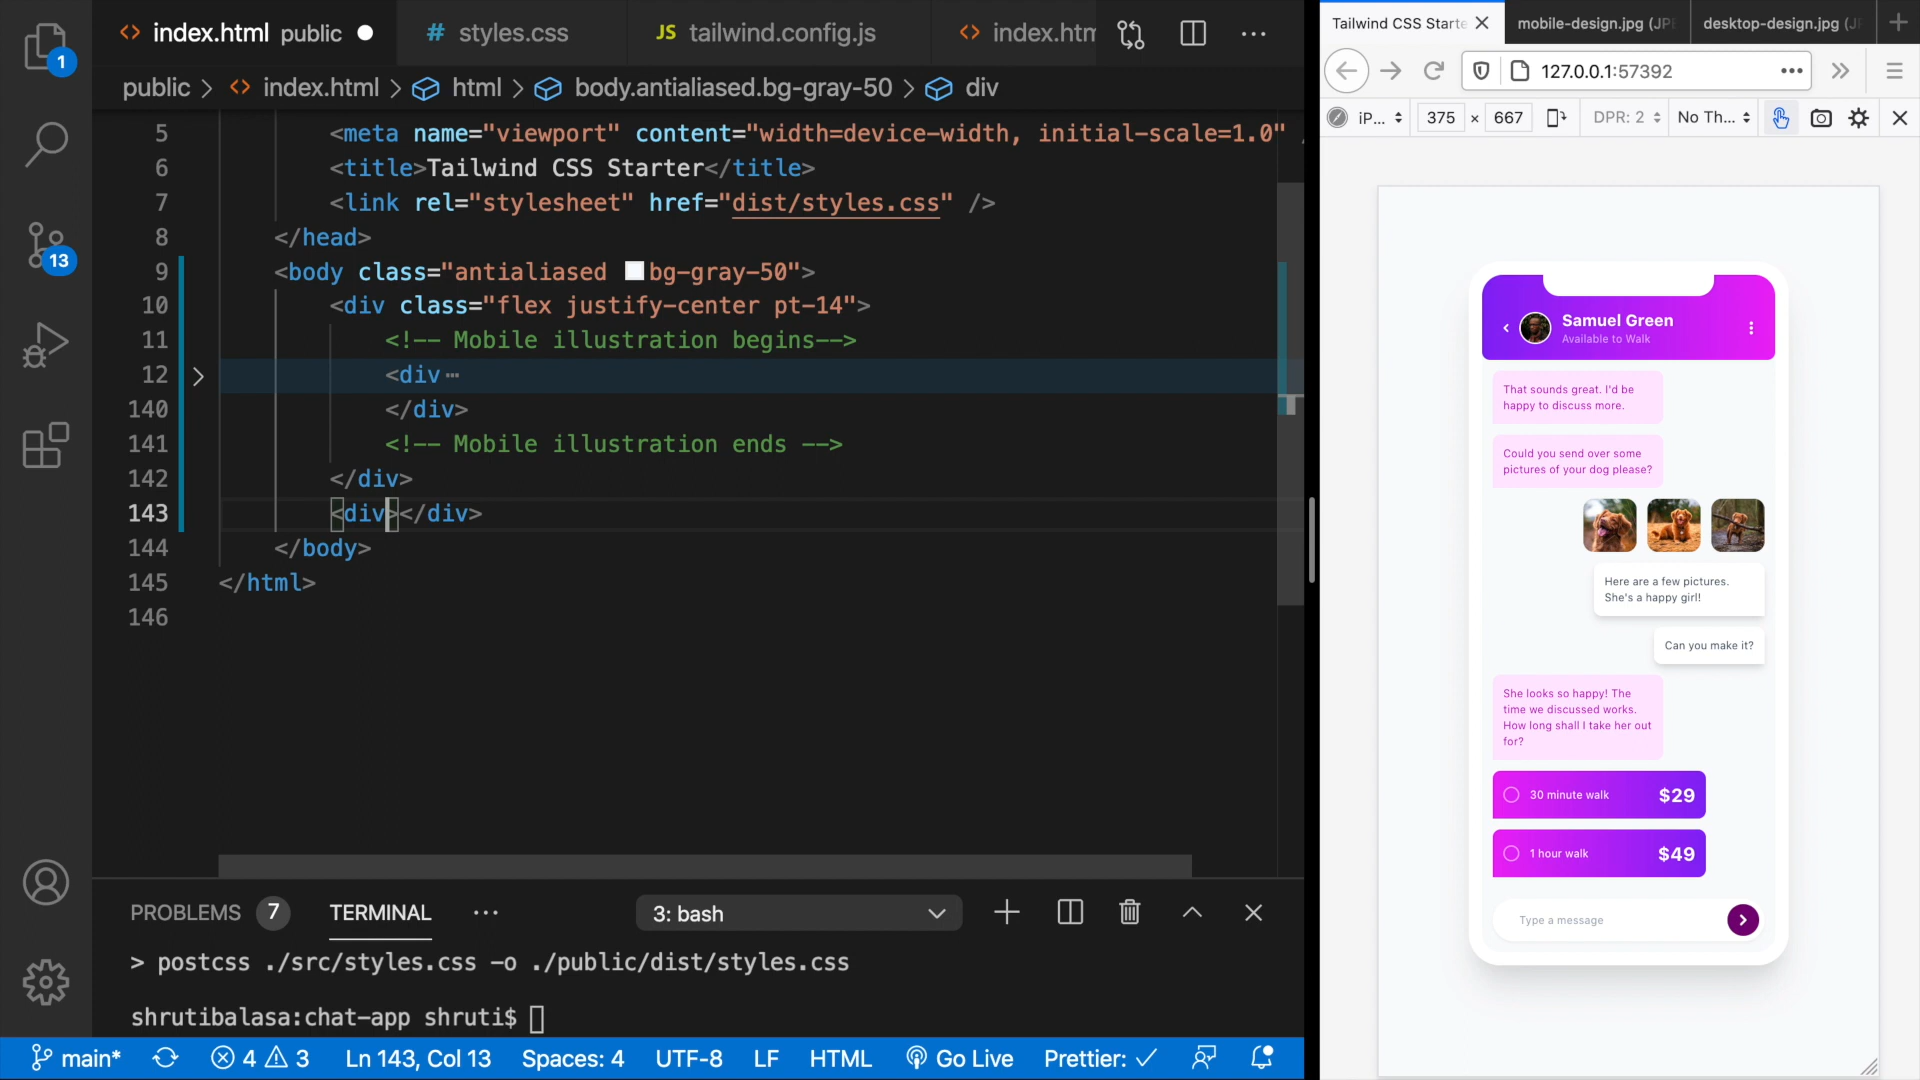 index.html public
styles.css
JS tailwind.config.js
index.htm
public > index.html > html > body.antialiased.bg-gray-50 > div
1
13
5 <meta name="viewport" content="width=device-width, initial-scale=1.0"
6 <title>Tailwind CSS Starter</title>
7 <link rel="stylesheet" href="dist/styles.css" />
8 </head>
9 <body class="antialiased bg-gray-50">
10 <div class="flex justify-center pt-14">
11 <!-- Mobile illustration begins-->
12 <div…
140 </div>
141 <!-- Mobile illustration ends -->
142 </div>
143 <div></div>
144 </body>
145 </html>
146
PROBLEMS 7 TERMINAL ···
3: bash
> postcss ./src/styles.css -o ./public/dist/styles.css
shrutibalasa:chat-app shruti$
main* 4 3 Ln 143, Col 13 Spaces: 4 UTF-8 LF HTML Go Live Prettier: ✓
Tailwind CSS Starte
mobile-design.jpg (JP
desktop-design.jpg (J
127.0.0.1:57392
iP... 375 × 667 DPR: 2 No Th...
Samuel Green
Available to Walk
That sounds great. I'd be
happy to discuss more.
Could you send over some
pictures of your dog please?
Here are a few pictures.
She's a happy girl!
Can you make it?
She looks so happy! The
time we discussed works.
How long shall I take her out
for?
30 minute walk $29
1 hour walk $49
Type a message